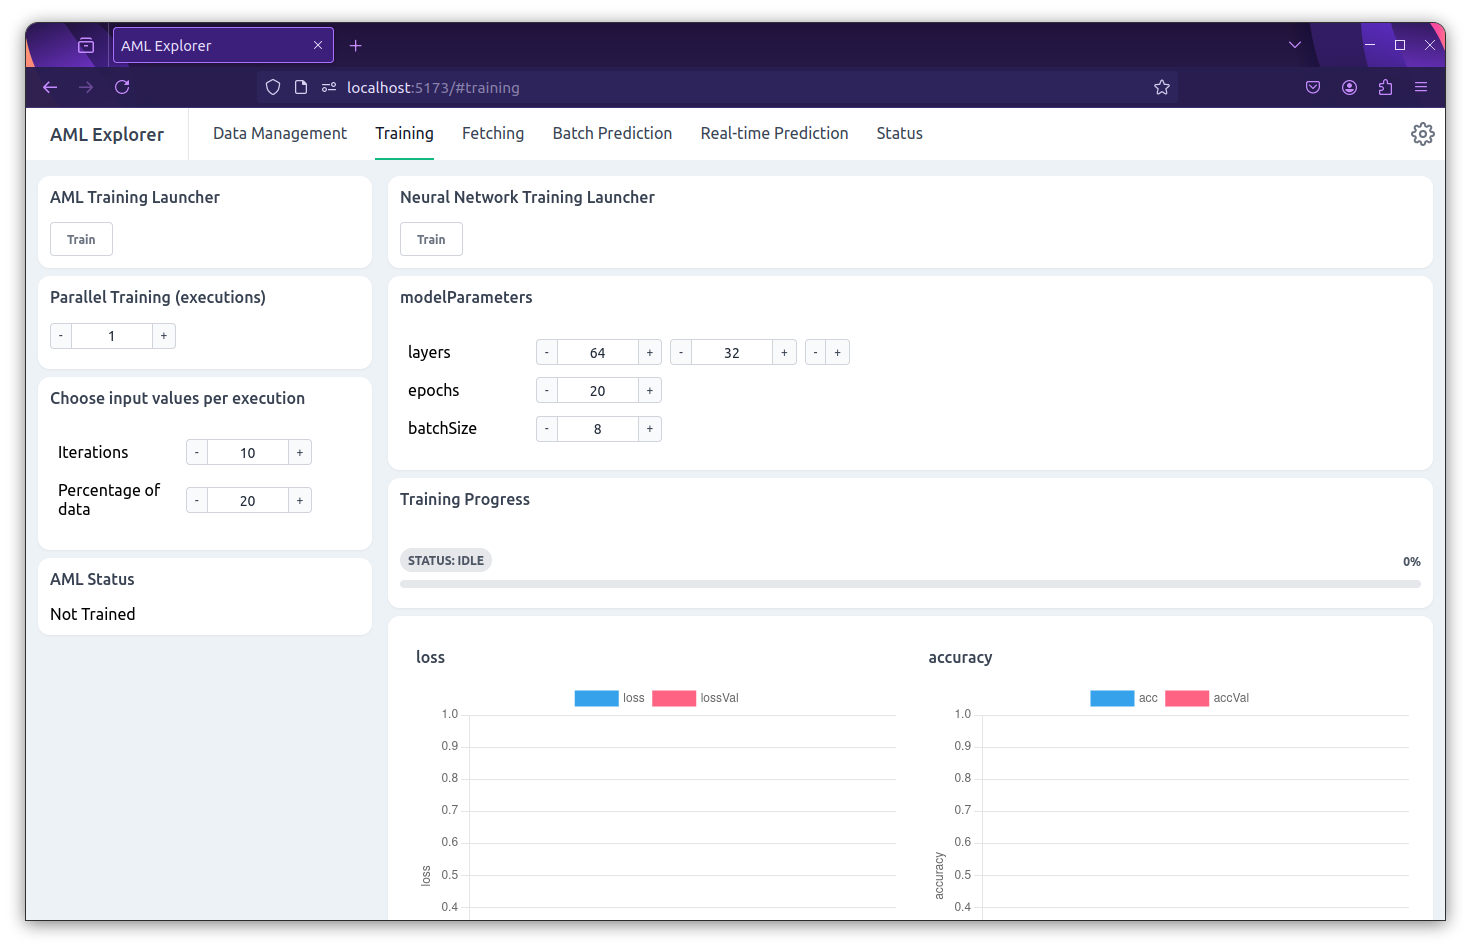 AML Explorer
localhost:5173/#training
AML Explorer Data Management Training Fetching Batch Prediction Real-time Prediction Status
AML Training Launcher
Train
Parallel Training (executions)
- 1 +
Choose input values per execution
Iterations - 10 +
Percentage of
data - 20 +
AML Status
Not Trained
Neural Network Training Launcher
Train
modelParameters
layers - 64 + - 32 + - +
epochs - 20 +
batchSize - 8 +
Training Progress
STATUS: IDLE 0%
loss
loss lossVal
1.0
0.9
0.8
0.7
0.6
0.5
0.4
loss
accuracy
acc accVal
1.0
0.9
0.8
0.7
0.6
0.5
0.4
accuracy